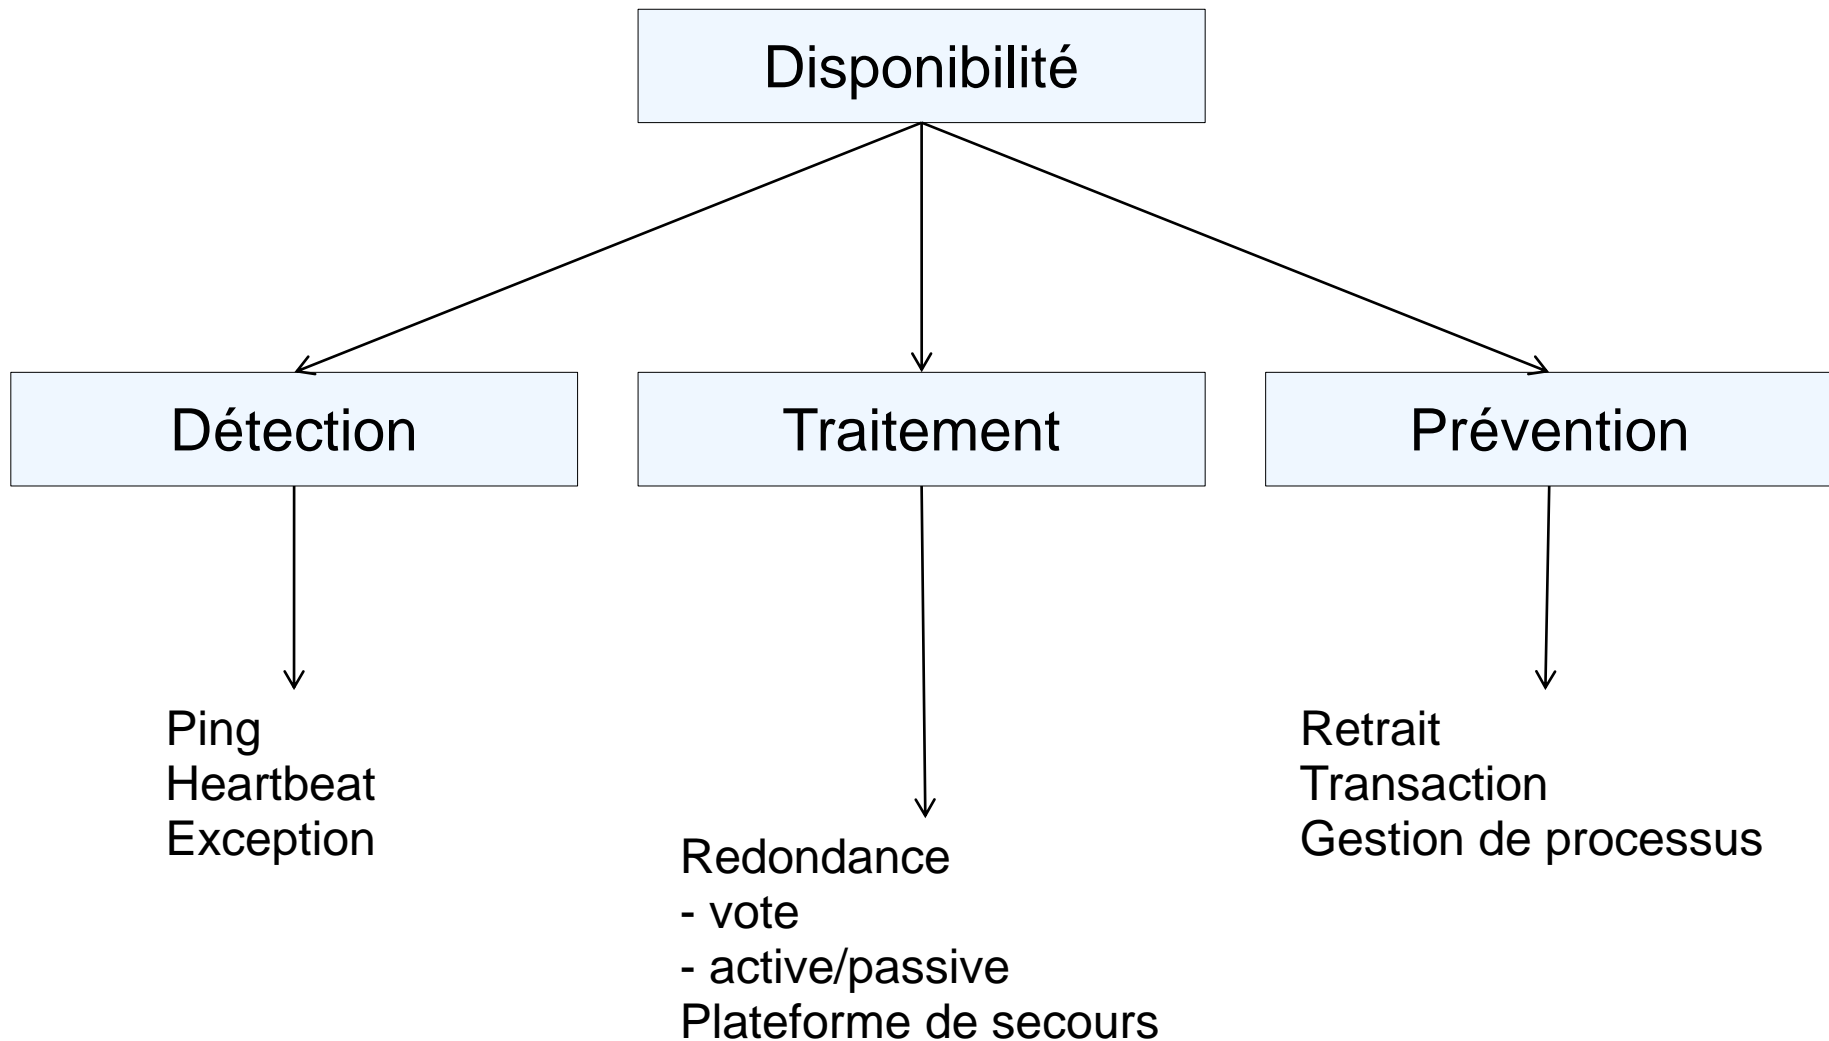 Disponibilité
Détection
Traitement
Prévention
Ping
Heartbeat
Exception
Redondance
- vote
- active/passive
Plateforme de secours
Retrait
Transaction
Gestion de processus